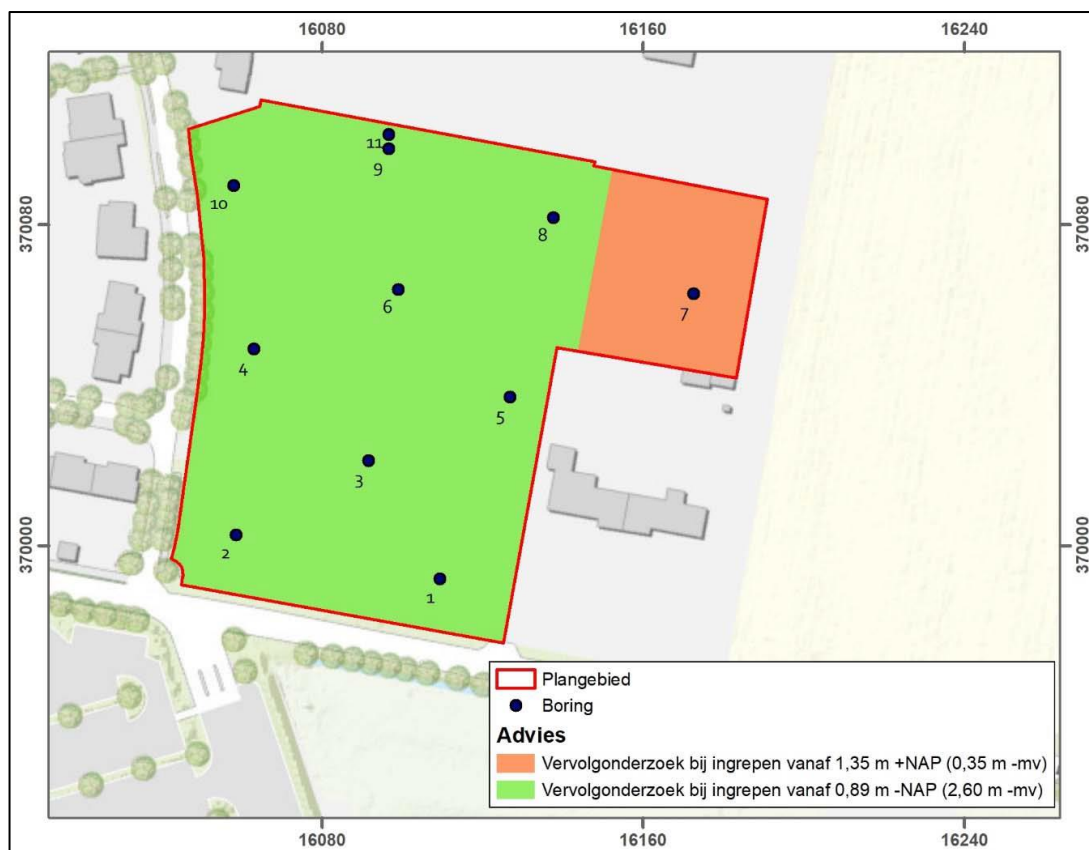 16080 16160 16240
370080 370080
370000 370000
11
9
10
8
6
7
4
5
3
2
1
Plangebied
Boring
Advies
Vervolgonderzoek bij ingrepen vanaf 1,35 m +NAP (0,35 m -mv)
Vervolgonderzoek bij ingrepen vanaf 0,89 m -NAP (2,60 m -mv)
16080 16160 16240